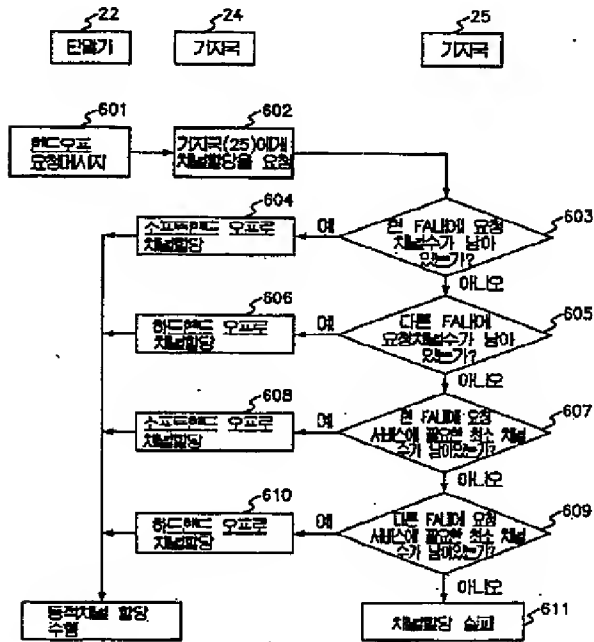 22
24
25
단말기
기지국
기지국
601
602
핸드오프
요청메시지
기지국(25)에게
채널할당을 요청
604
603
소프트핸드 오프로
채널할당
예
현 FA내에 요청
채널수가 남아
있는가?
아니오
606
605
하드핸드 오프로
채널할당
예
다른 FA내에
요청채널수가 남아
있는가?
아니오
608
607
소프트핸드 오프로
채널할당
예
현 FA내에 요청
서비스에 필요한 최소 채널
수가 남아있는가?
아니오
610
609
하드핸드 오프로
채널할당
예
다른 FA내에 요청
서비스에 필요한 최소 채널
수가 남아있는가?
아니오
동적채널 할당
수행
채널할당 실패
611